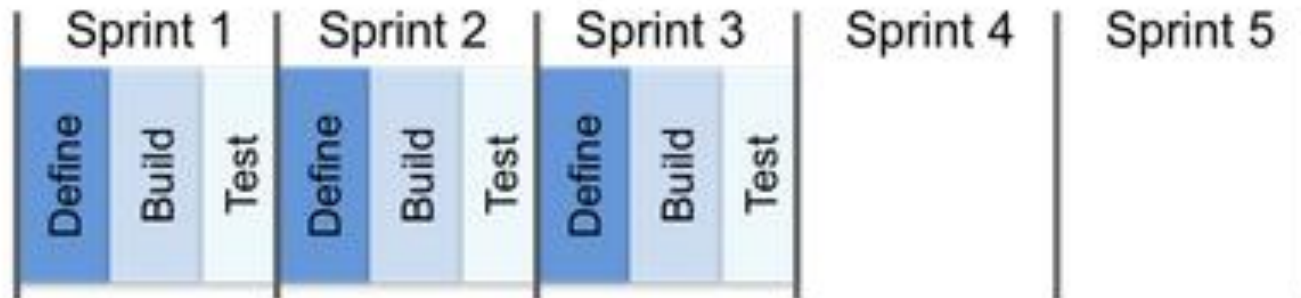 Sprint 1 Sprint 2 Sprint 3 Sprint 4 Sprint 5
Define Build Test Define Build Test Define Build Test